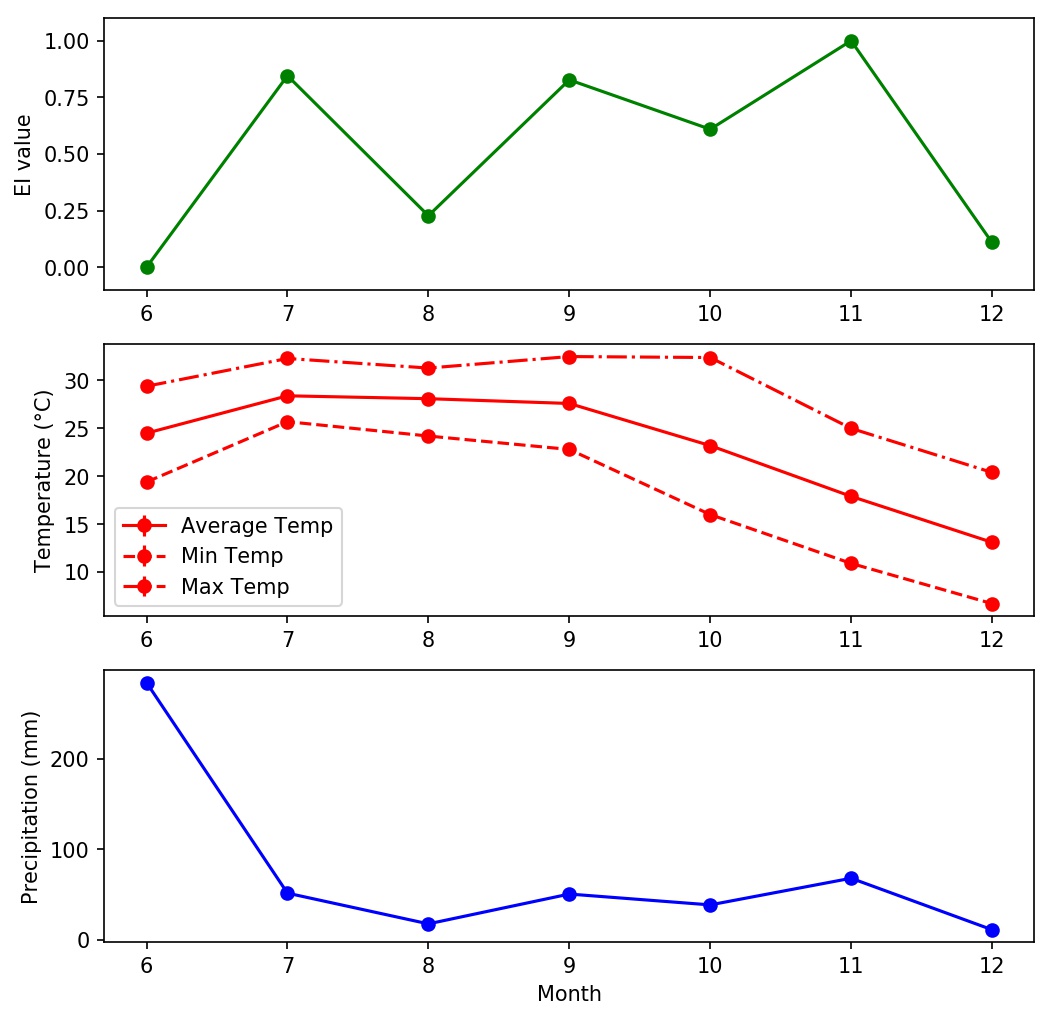 1.00
0.75
0.50
0.25
0.00
EI value
6 7 8 9 10 11 12
30
25
20
15
10
Temperature (°C)
Average Temp
Min Temp
Max Temp
6 7 8 9 10 11 12
200
100
0
Precipitation (mm)
6 7 8 9 10 11 12
Month